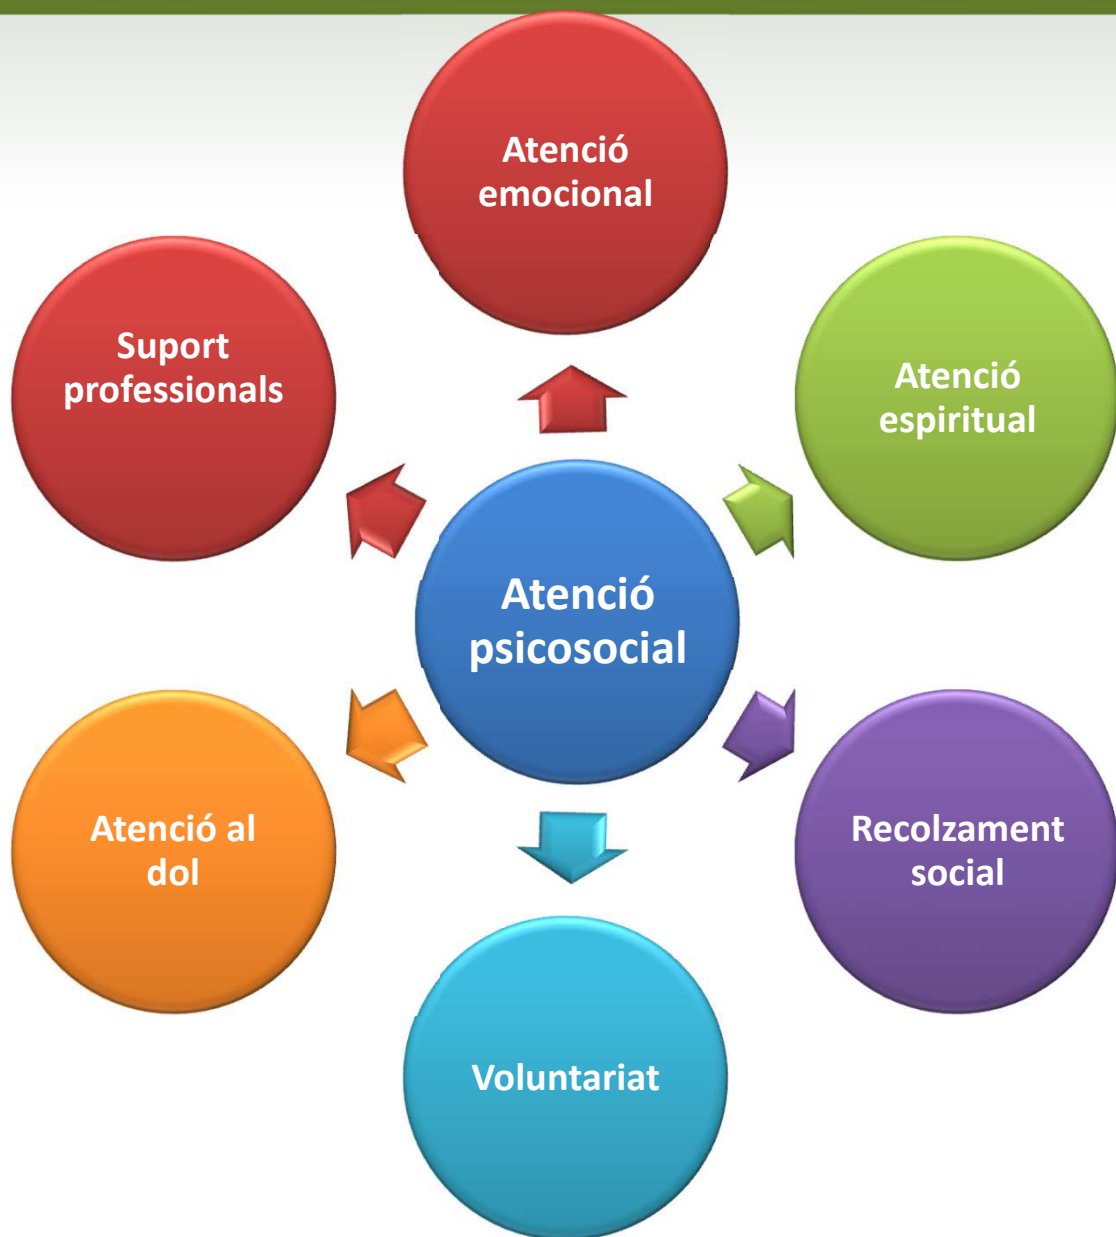 Atenció
emocional
Suport
professionals
Atenció
espiritual
Atenció
psicosocial
Atenció al
dol
Recolzament
social
Voluntariat